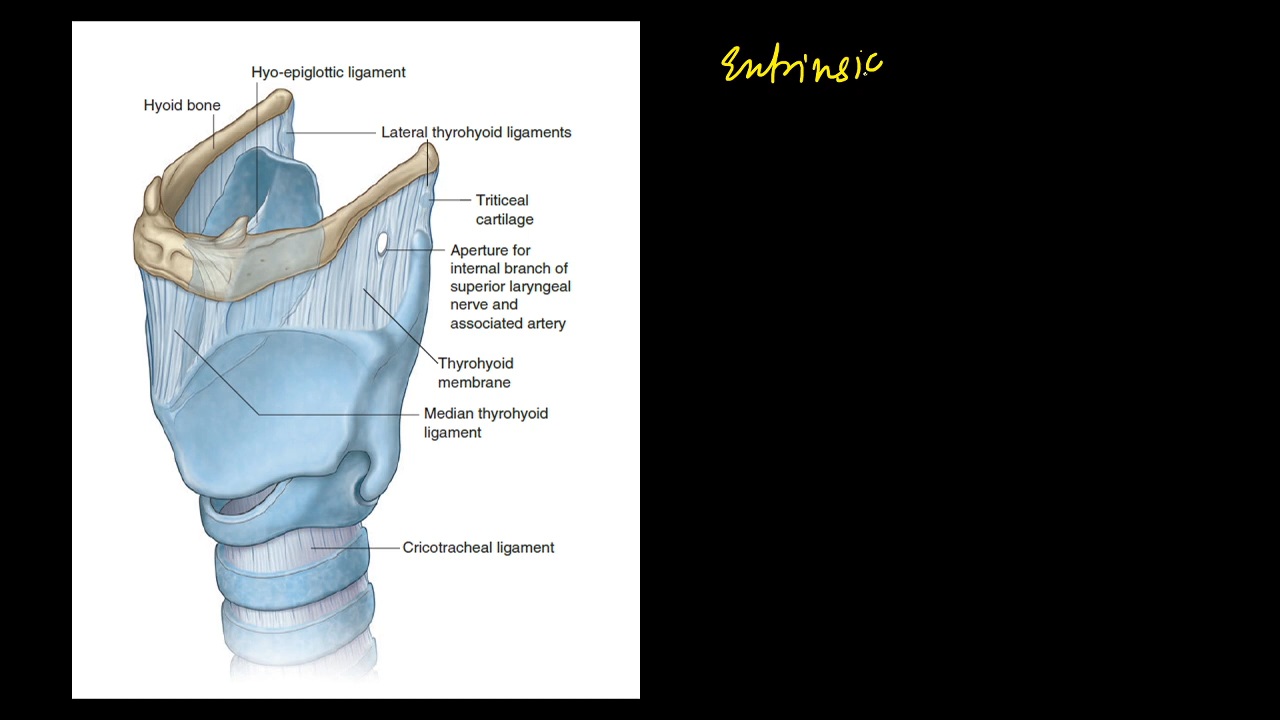 Extrinsic
Hyo-epiglottic ligament
Hyoid bone
Lateral thyrohyoid ligaments
Triticeal
cartilage
Aperture for
internal branch of
superior laryngeal
nerve and
associated artery
Thyrohyoid
membrane
Median thyrohyoid
ligament
Cricotracheal ligament